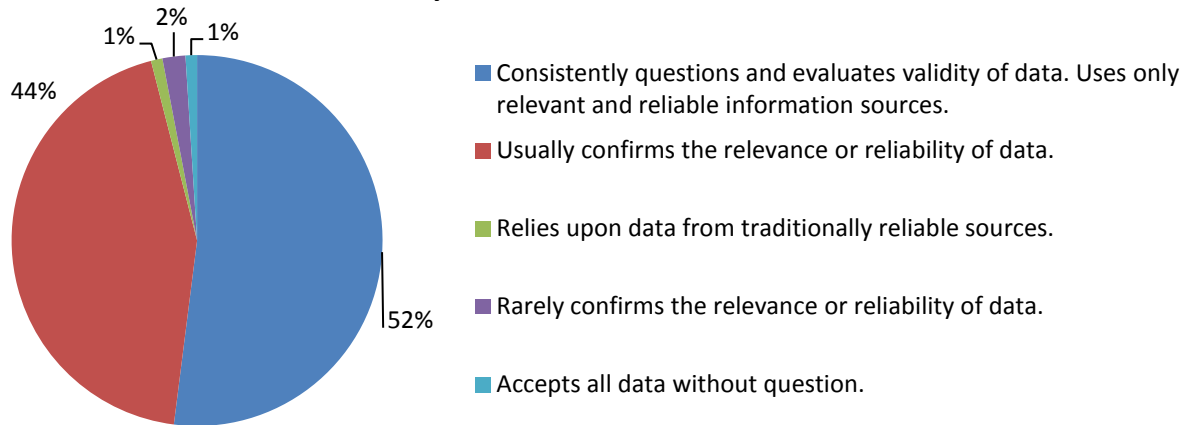 2%
1%
1%
44%
Consistently questions and evaluates validity of data. Uses only
relevant and reliable information sources.
Usually confirms the relevance or reliability of data.
Relies upon data from traditionally reliable sources.
Rarely confirms the relevance or reliability of data.
52%
Accepts all data without question.